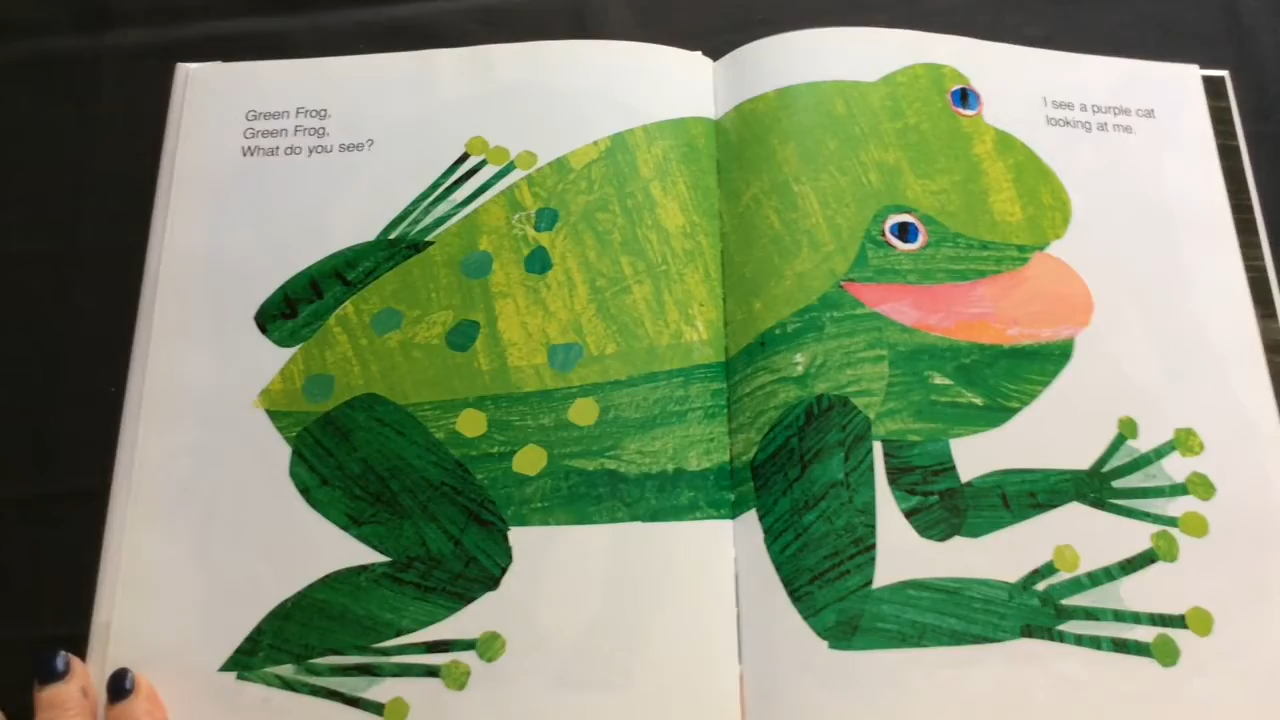 Green Frog,
Green Frog,
What do you see?
I see a purple cat
looking at me.